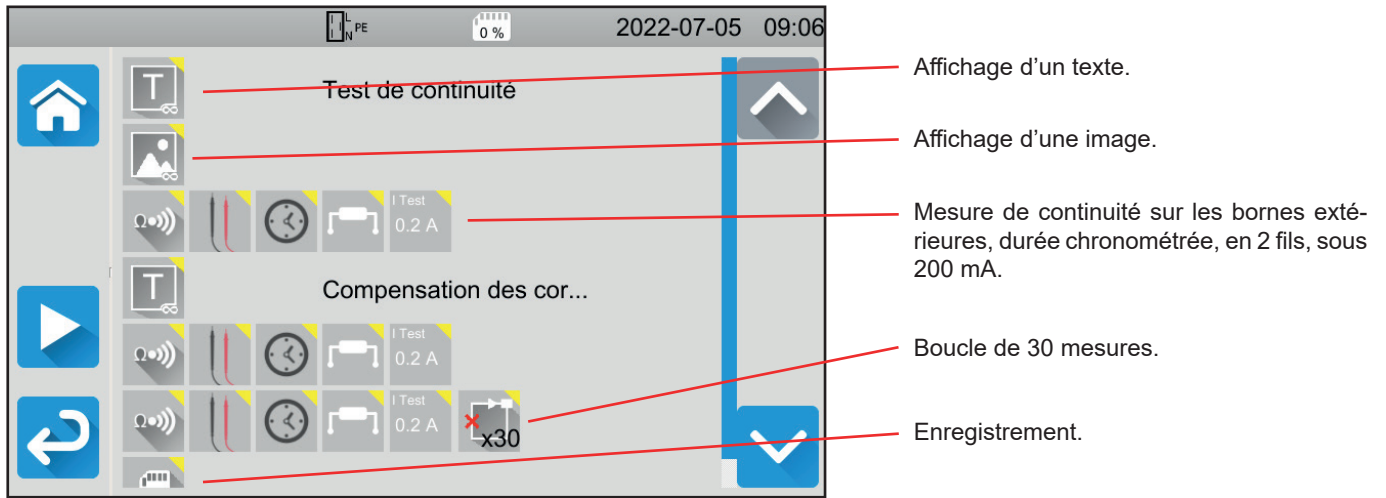 L
N PE
0 %
2022-07-05 09:06
T
Test de continuité
Affichage d'un texte.
Affichage d'une image.
Ω
I Test
0.2 A
Mesure de continuité sur les bornes exté-
rieures, durée chronométrée, en 2 fils, sous
200 mA.
T
Compensation des cor...
Ω
I Test
0.2 A
Boucle de 30 mesures.
Ω
I Test
0.2 A
x30
Enregistrement.